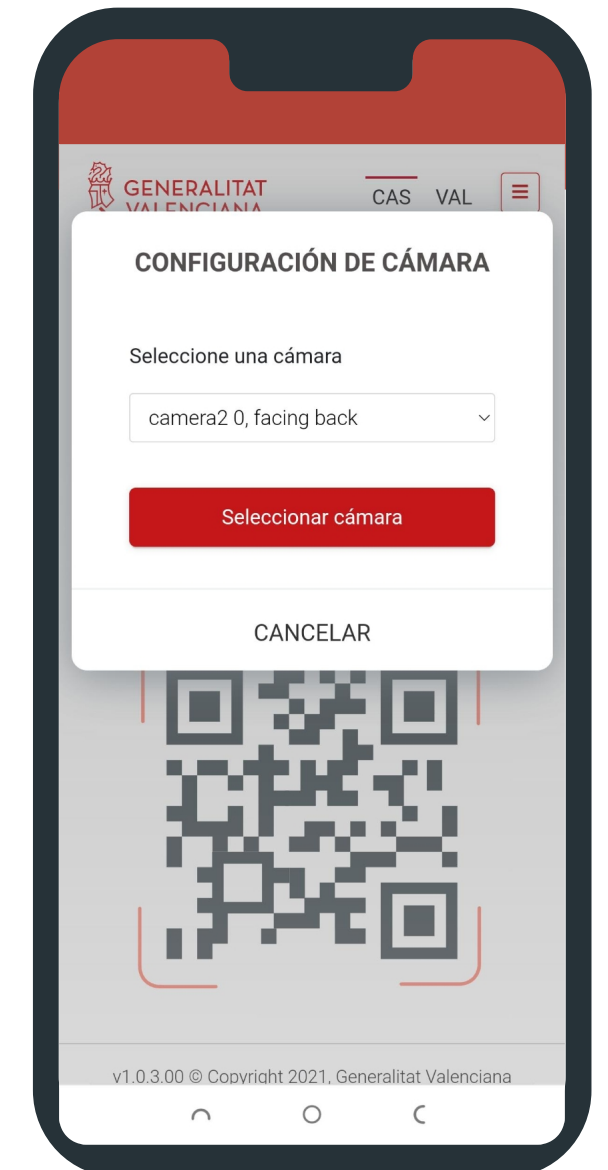 GENERALITAT
VALENCIANA
CAS VAL
CONFIGURACIÓN DE CÁMARA
Seleccione una cámara
camera2 0, facing back
Seleccionar cámara
CANCELAR
v1.0.3.00 © Copyright 2021, Generalitat Valenciana